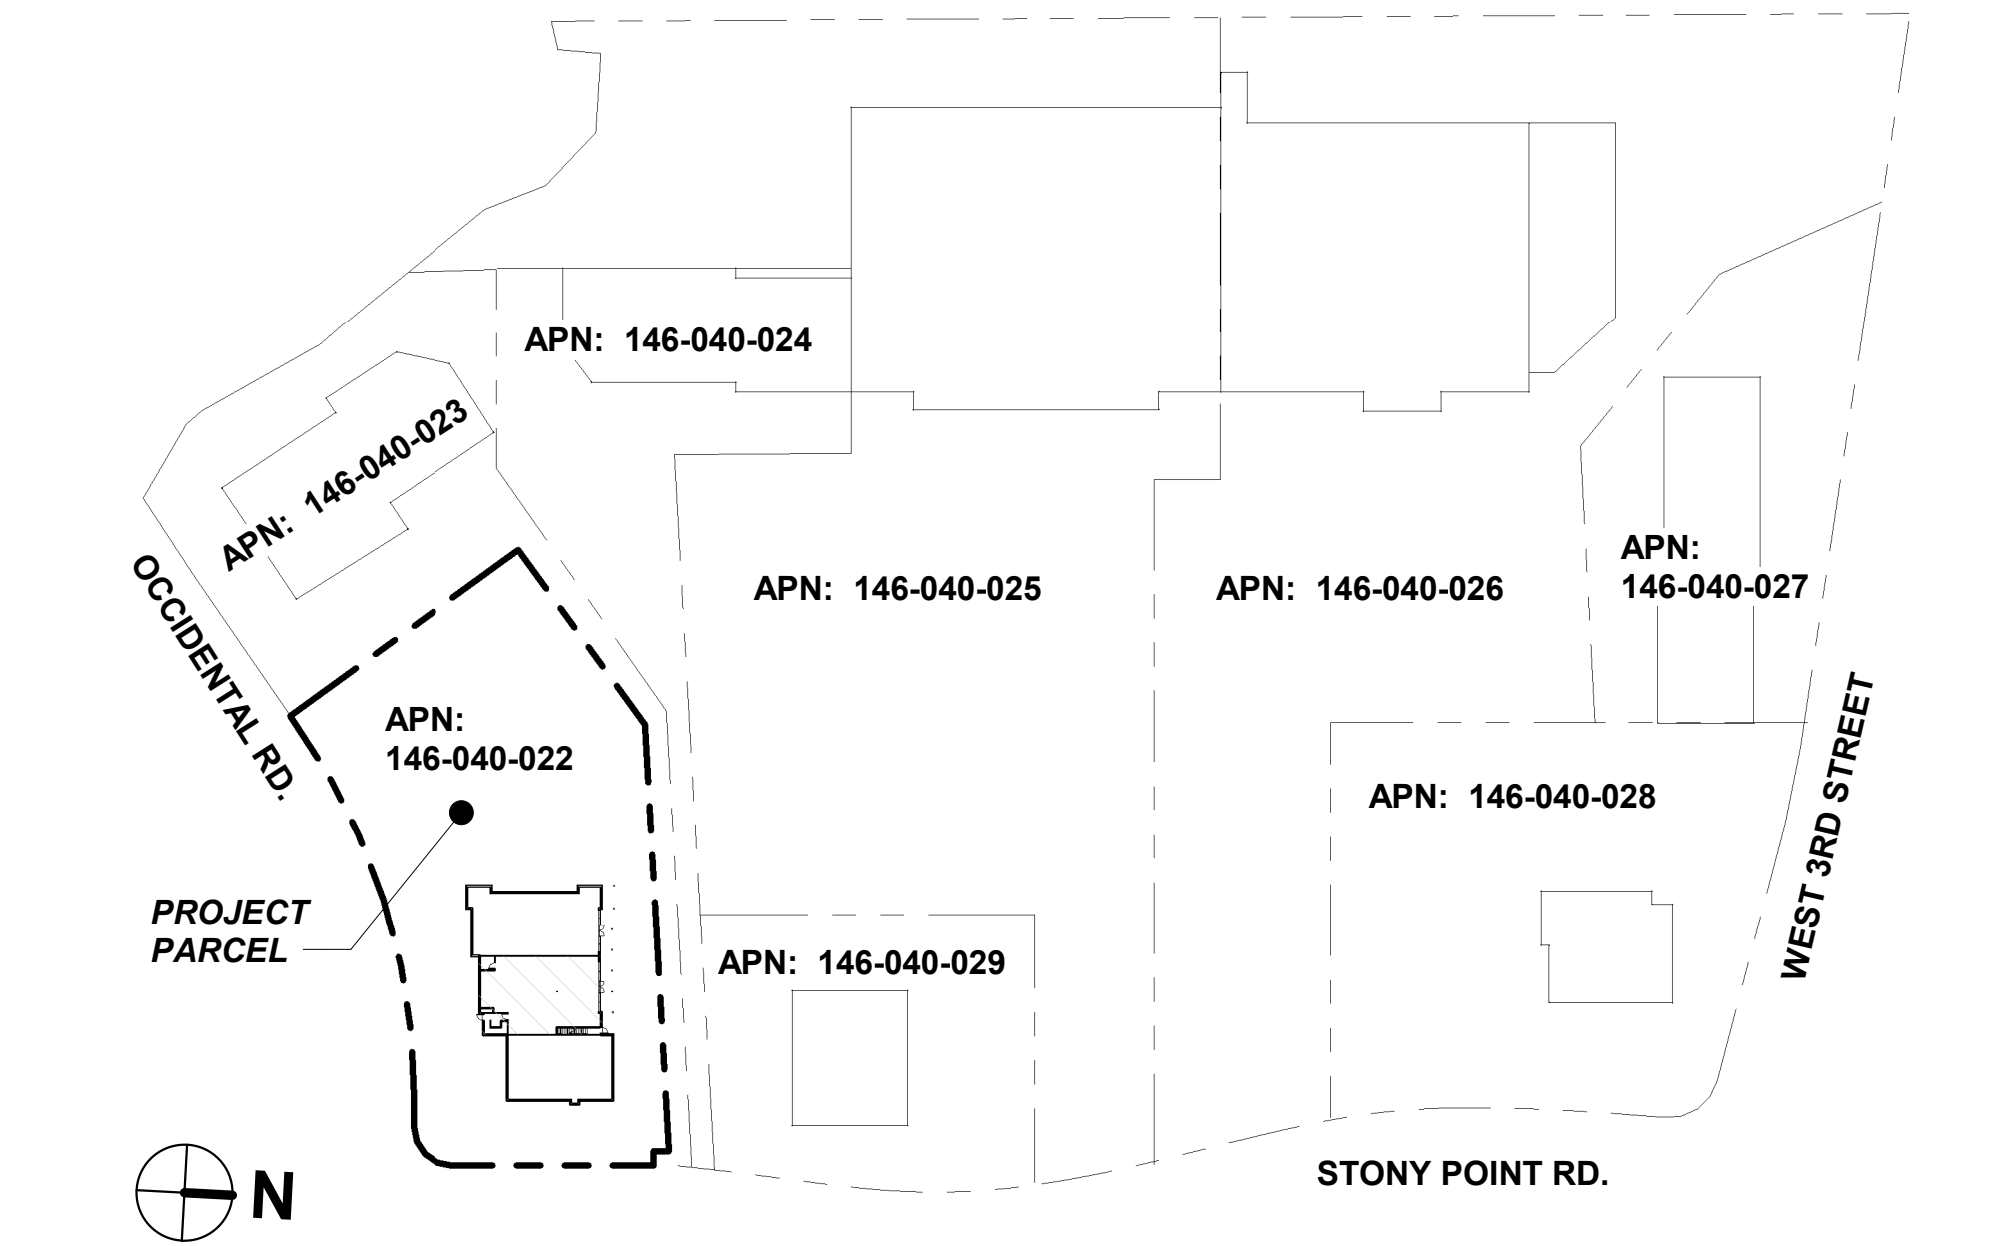 APN: 146-040-024
APN: 146-040-023
OCCIDENTAL RD.
APN: 146-040-025
APN: 146-040-026
APN:
146-040-027
APN:
146-040-022
WEST 3RD STREET
APN: 146-040-028
PROJECT
PARCEL
APN: 146-040-029
STONY POINT RD.
N